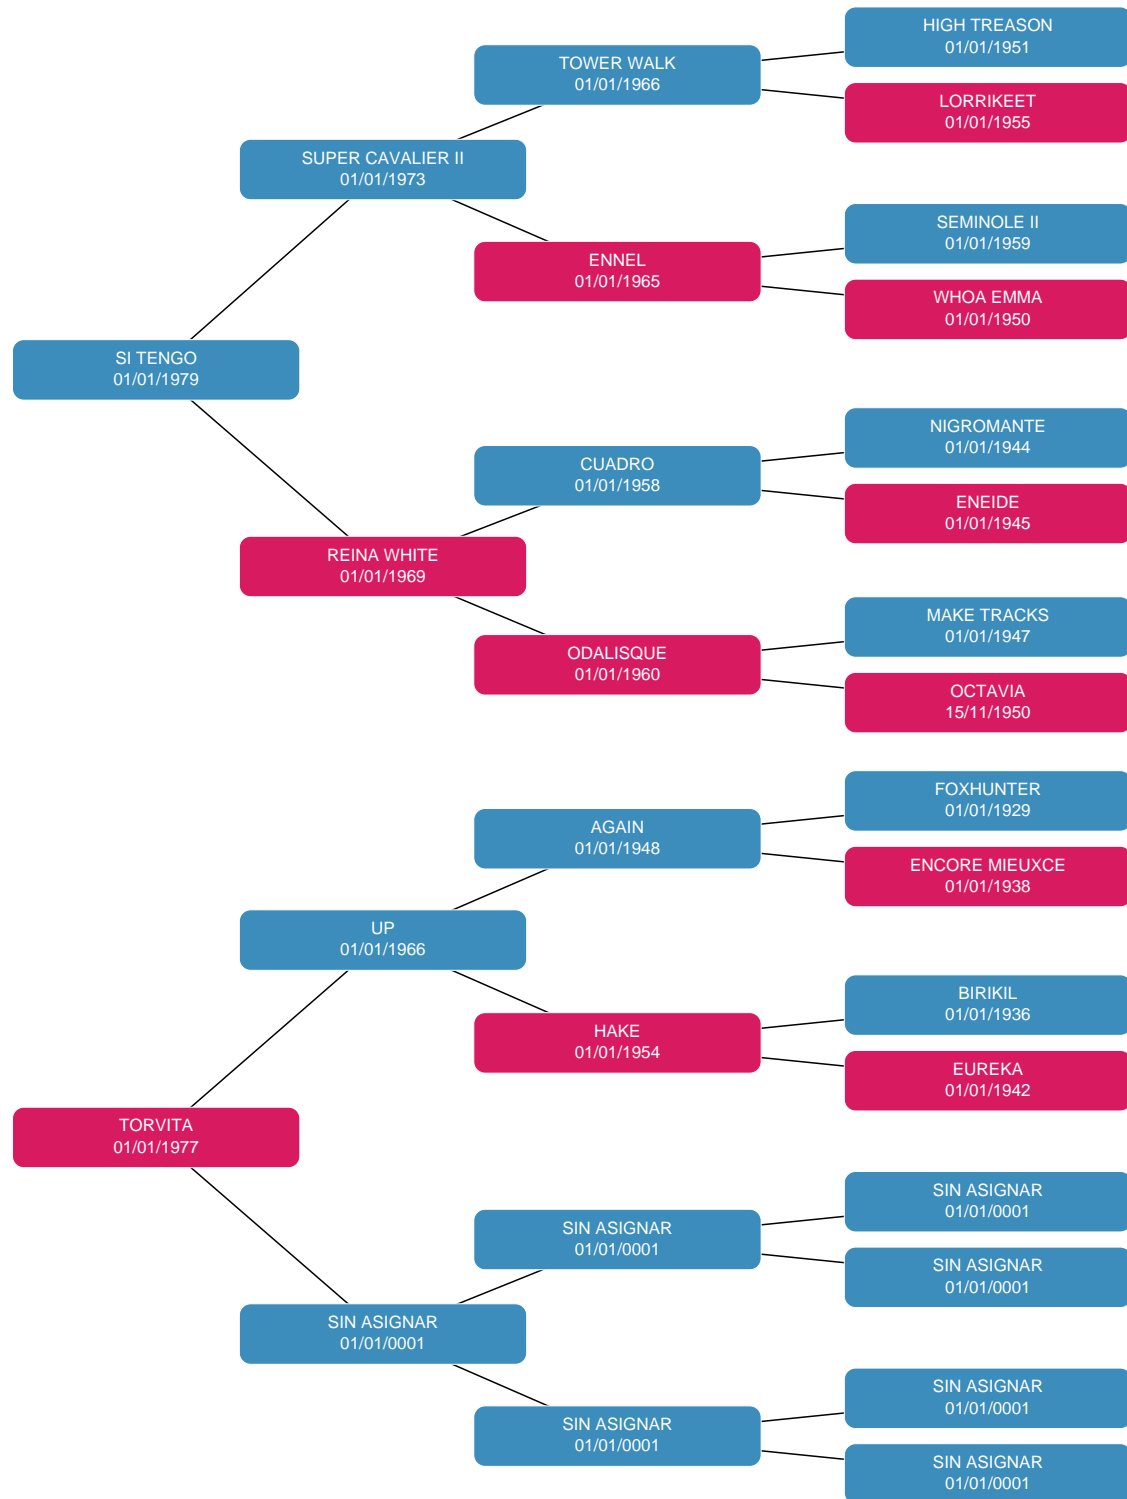 HIGH TREASON
01/01/1951
TOWER WALK
01/01/1966
LORRIKEET
01/01/1955
SUPER CAVALIER II
01/01/1973
SEMINOLE II
01/01/1959
ENNEL
01/01/1965
WHOA EMMA
01/01/1950
SI TENGO
01/01/1979
NIGROMANTE
01/01/1944
CUADRO
01/01/1958
ENEIDE
01/01/1945
REINA WHITE
01/01/1969
MAKE TRACKS
01/01/1947
ODALISQUE
01/01/1960
OCTAVIA
15/11/1950
FOXHUNTER
01/01/1929
AGAIN
01/01/1948
ENCORE MIEUXCE
01/01/1938
UP
01/01/1966
BIRIKIL
01/01/1936
HAKE
01/01/1954
EUREKA
01/01/1942
TORVITA
01/01/1977
SIN ASIGNAR
01/01/0001
SIN ASIGNAR
01/01/0001
SIN ASIGNAR
01/01/0001
SIN ASIGNAR
01/01/0001
SIN ASIGNAR
01/01/0001
SIN ASIGNAR
01/01/0001
SIN ASIGNAR
01/01/0001